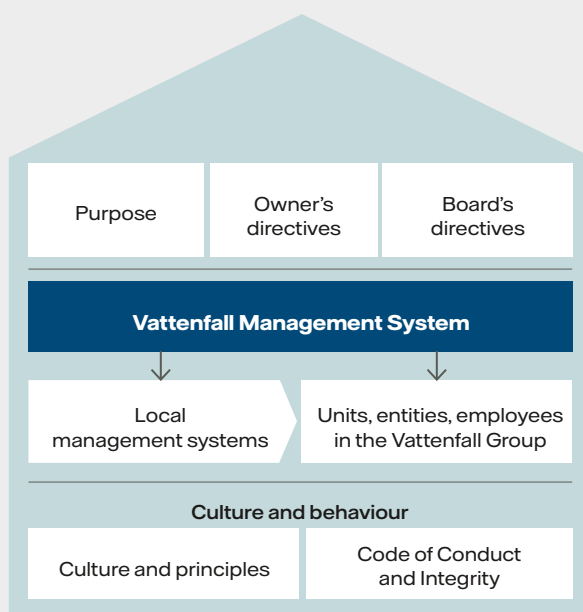 Purpose
Owner's
directives
Board's
directives
Vattenfall Management System
Local
management systems
Units, entities, employees
in the Vattenfall Group
Culture and behaviour
Culture and principles
Code of Conduct
and Integrity